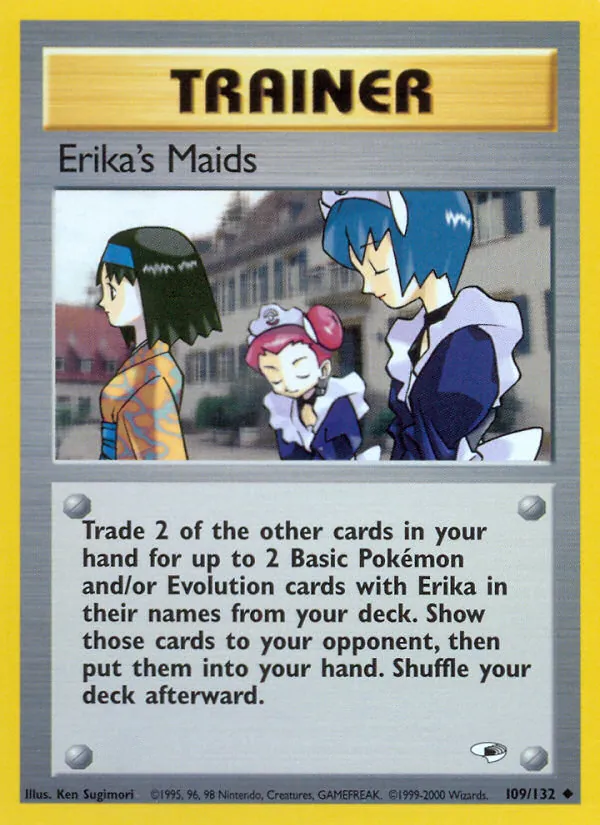 TRAINER
Erika's Maids
Trade 2 of the other cards in your
hand for up to 2 Basic Pokémon
and/or Evolution cards with Erika in
their names from your deck. Show
those cards to your opponent, then
put them into your hand. Shuffle your
deck afterward.
Illus. Ken Sugimori ©1995, 96, 98 Nintendo, Creatures, GAMEFREAK. ©1999-2000 Wizards. 109/132